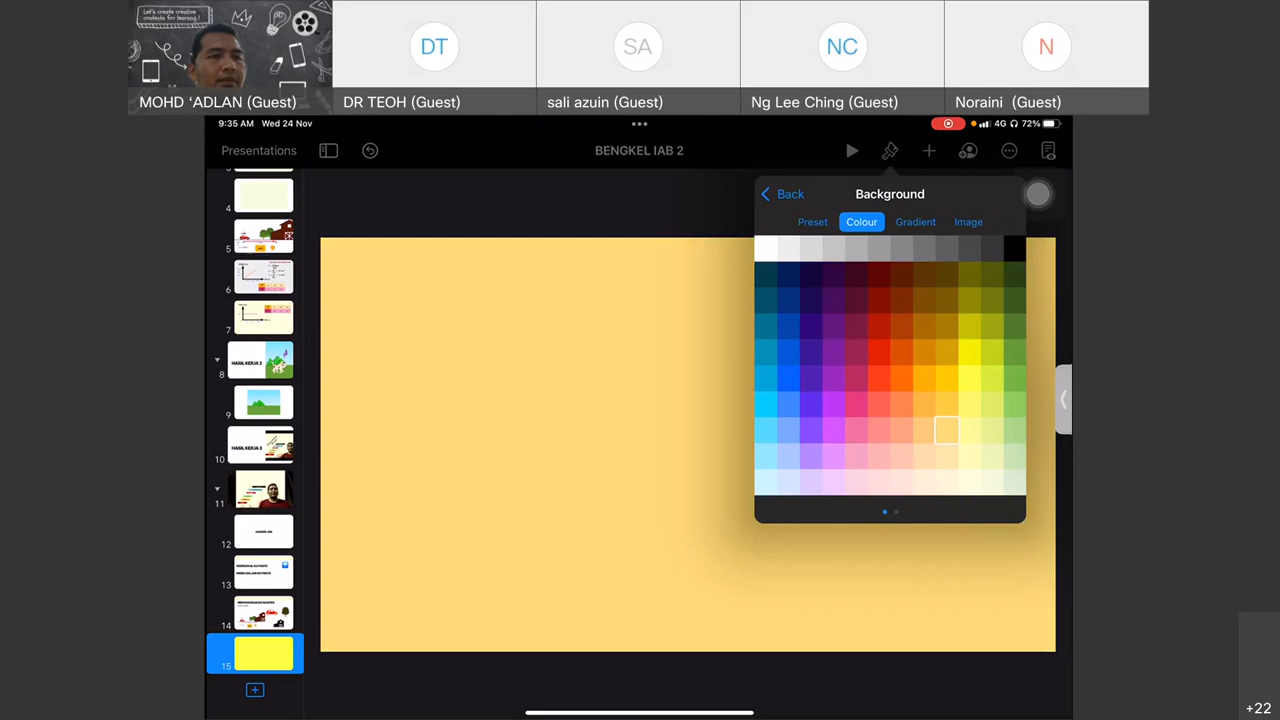 Let's create creative
contents for learning!
MOHD ‘ADLAN (Guest)
DT
DR TEOH (Guest)
SA
sali azuin (Guest)
NC
Ng Lee Ching (Guest)
N
Noraini (Guest)
9:35 AM Wed 24 Nov
4G 72%
Presentations
BENGKEL IAB 2
Back
Background
Preset
Colour
Gradient
Image
4
5
6
7
8
HASIL KERJA 2
9
10
HASIL KERJA 3
11
12
HANDS-ON
13
14
15
+22